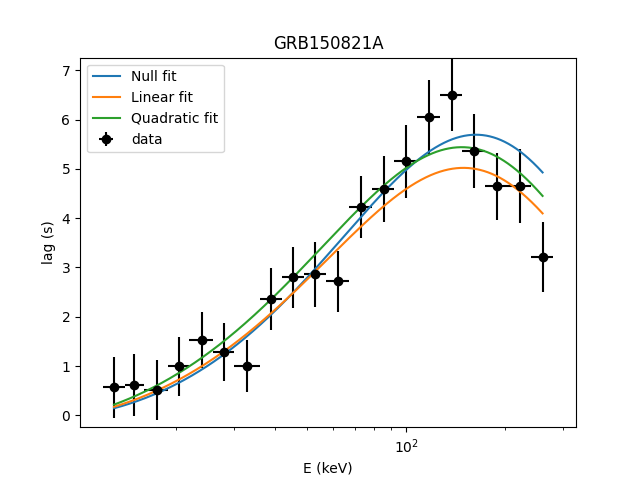 GRB150821A
Null fit
Linear fit
Quadratic fit
data
lag (s)
7
6
5
4
3
2
1
0
10²
E (keV)